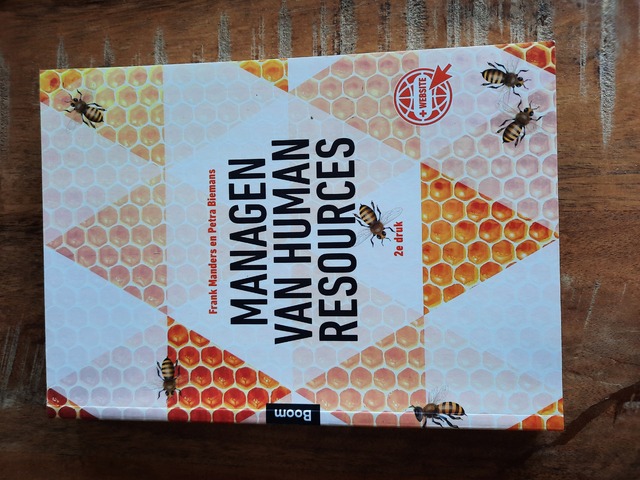 Frank Manders en Petra Biemans
MANAGEN
VAN HUMAN
RESOURCES
2e druk
+ WEBSITE
Boom